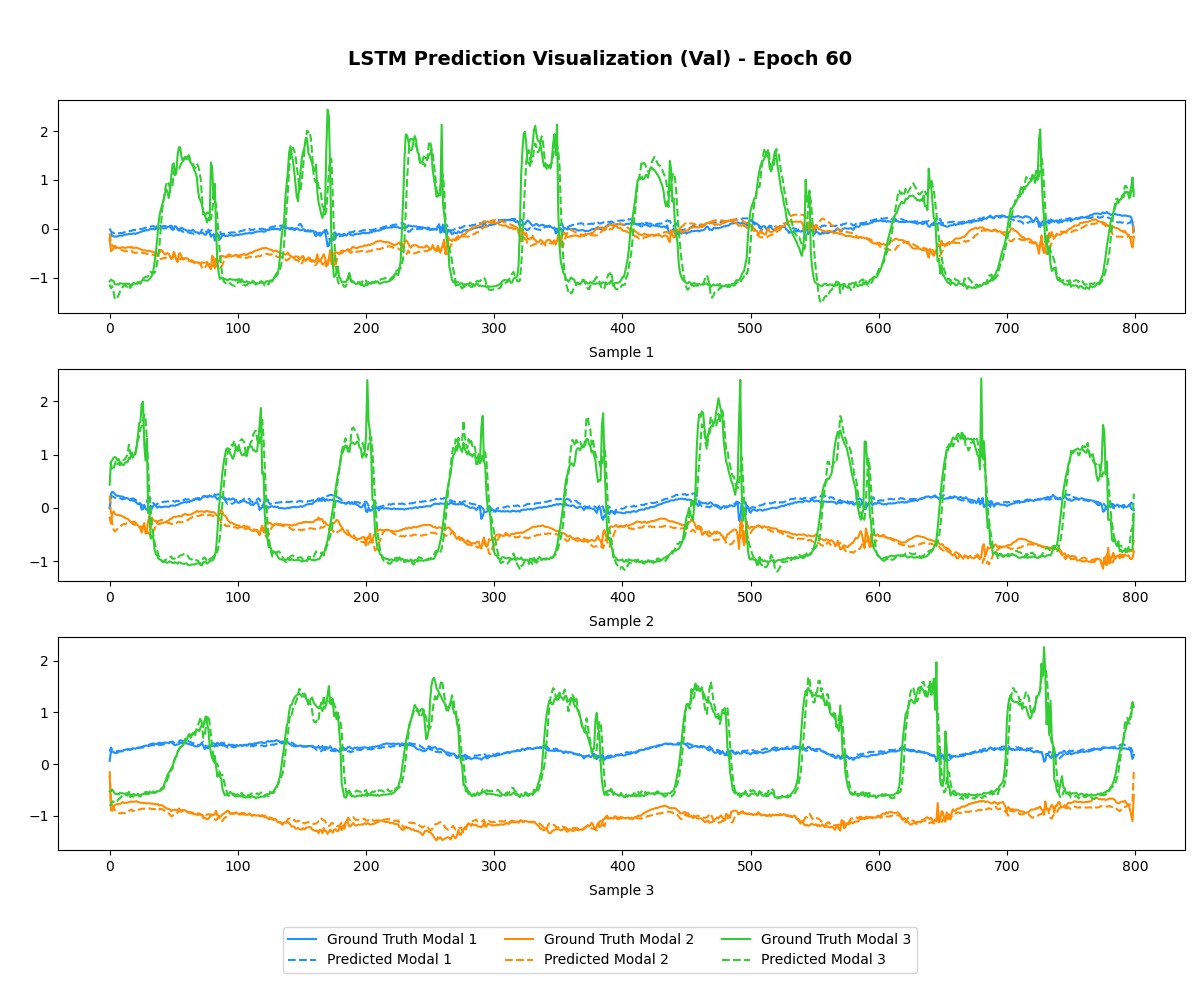 LSTM Prediction Visualization (Val) - Epoch 60
2
1
0
−1
0 100 200 300 400 500 600 700 800
Sample 1
2
1
0
−1
0 100 200 300 400 500 600 700 800
Sample 2
2
1
0
−1
0 100 200 300 400 500 600 700 800
Sample 3
Ground Truth Modal 1 Ground Truth Modal 2 Ground Truth Modal 3
Predicted Modal 1 Predicted Modal 2 Predicted Modal 3